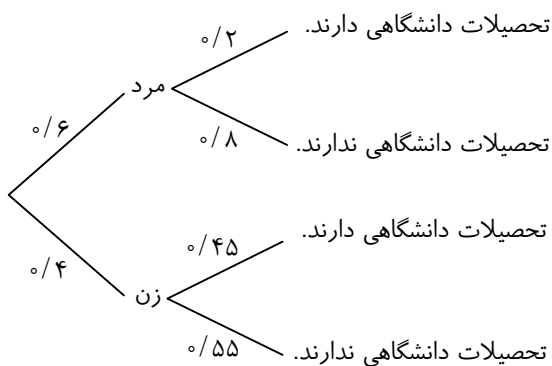 تحصیلات دانشگاهی دارند.
۰/۲
مرد
۰/۶
۰/۸
تحصیلات دانشگاهی ندارند.
تحصیلات دانشگاهی دارند.
۰/۴۵
۰/۴
زن
۰/۵۵
تحصیلات دانشگاهی ندارند.